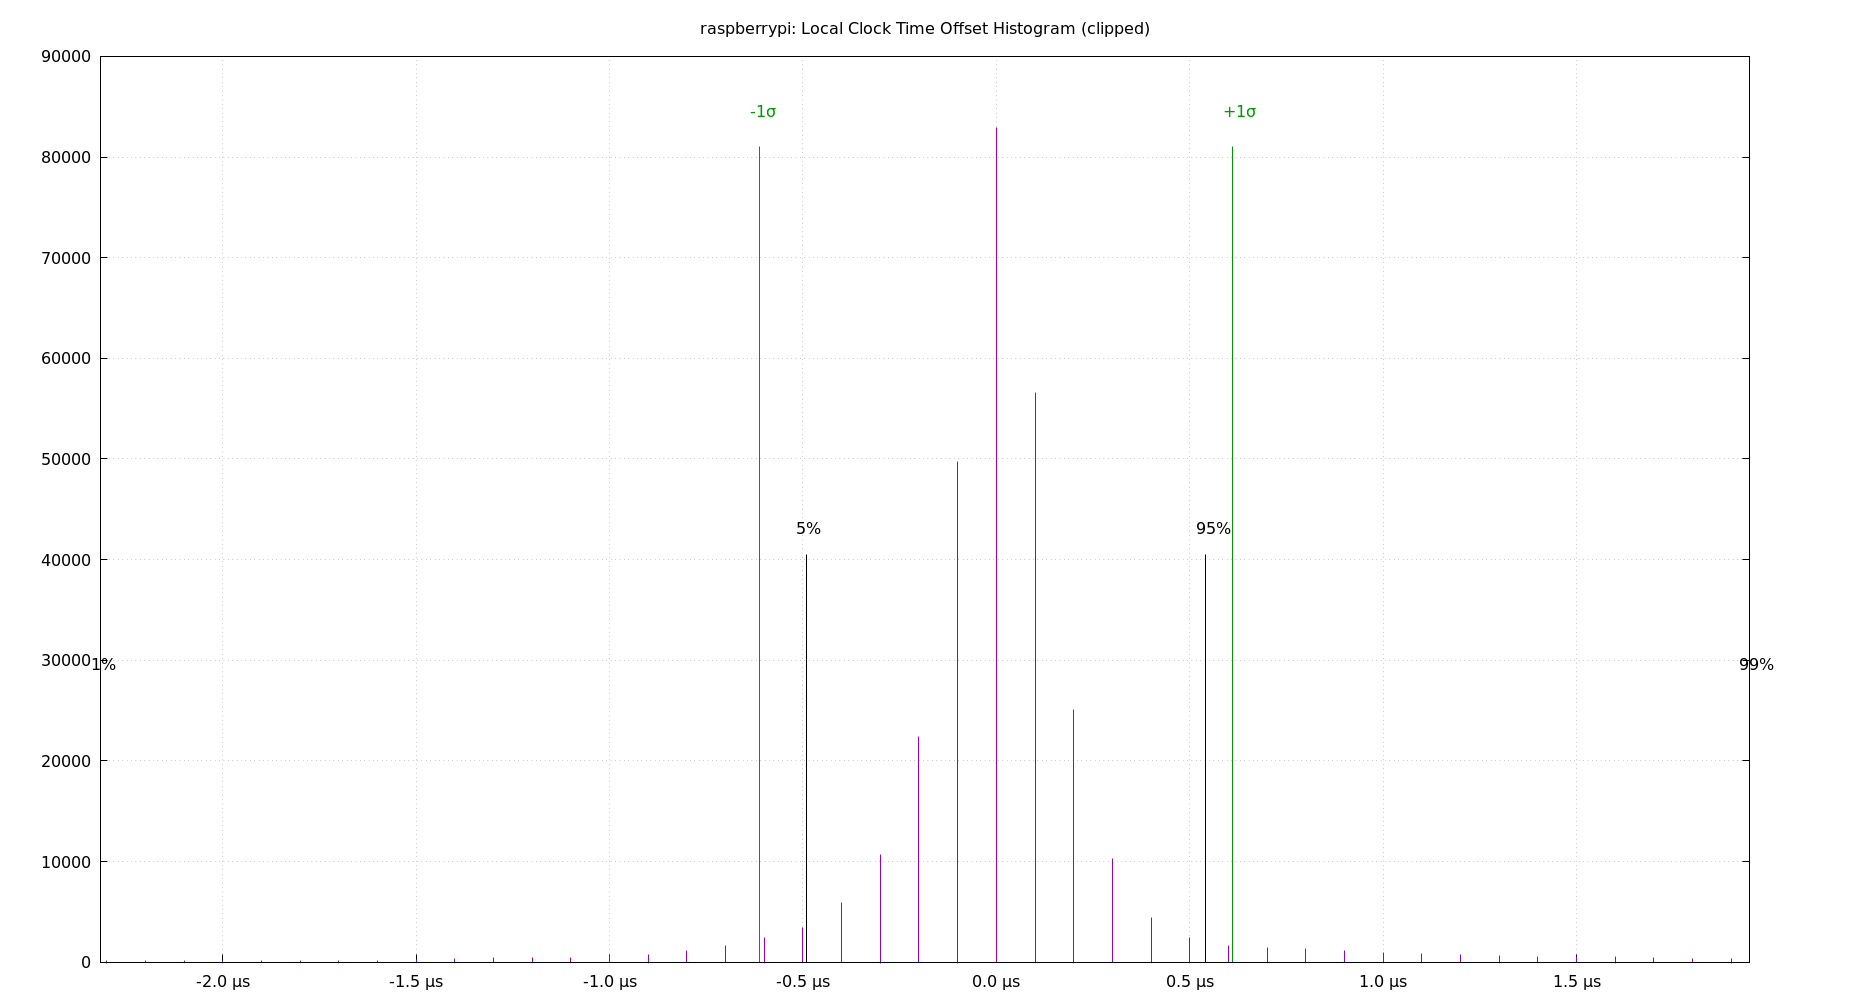 raspberrypi: Local Clock Time Offset Histogram (clipped)
90000
-1σ +1σ
80000
70000
60000
50000
5% 95%
40000
30000 1% 99%
20000
10000
0
-2.0 µs -1.5 µs -1.0 µs -0.5 µs 0.0 µs 0.5 µs 1.0 µs 1.5 µs